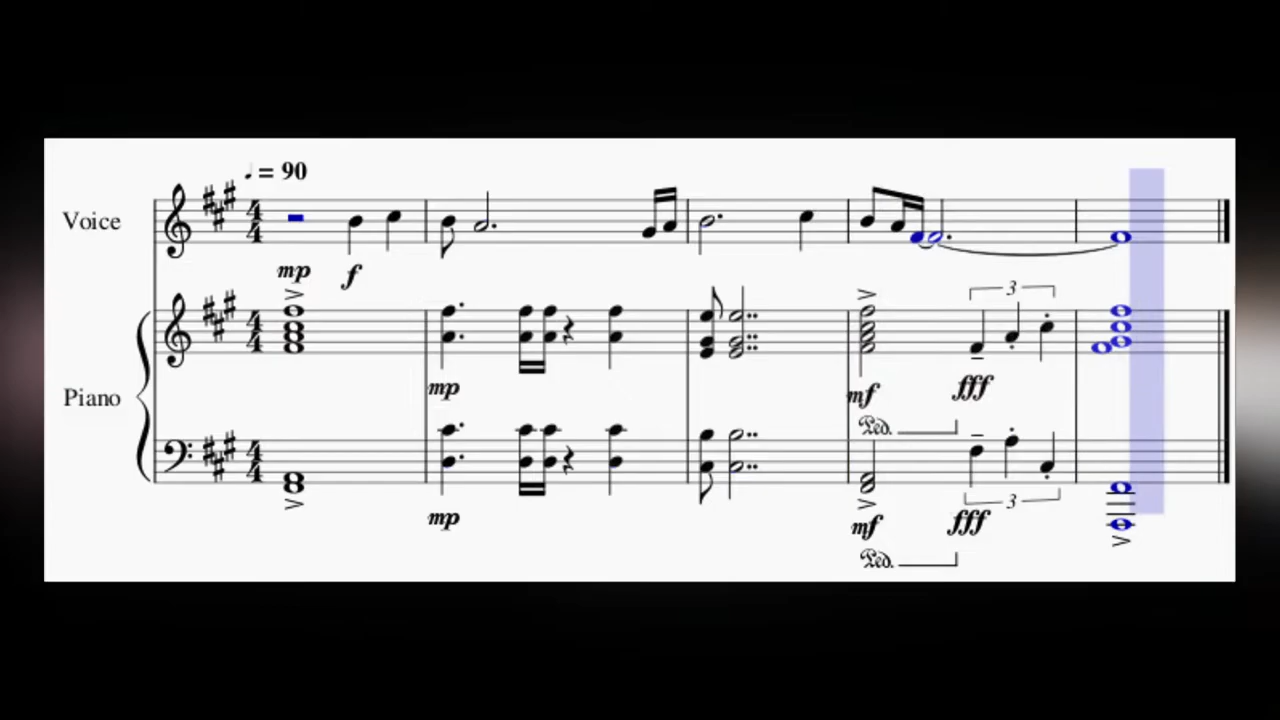 ♩ = 90
Voice
mp f
3
Piano
mp mf fff
Ped.
3
mp mf fff
Ped.